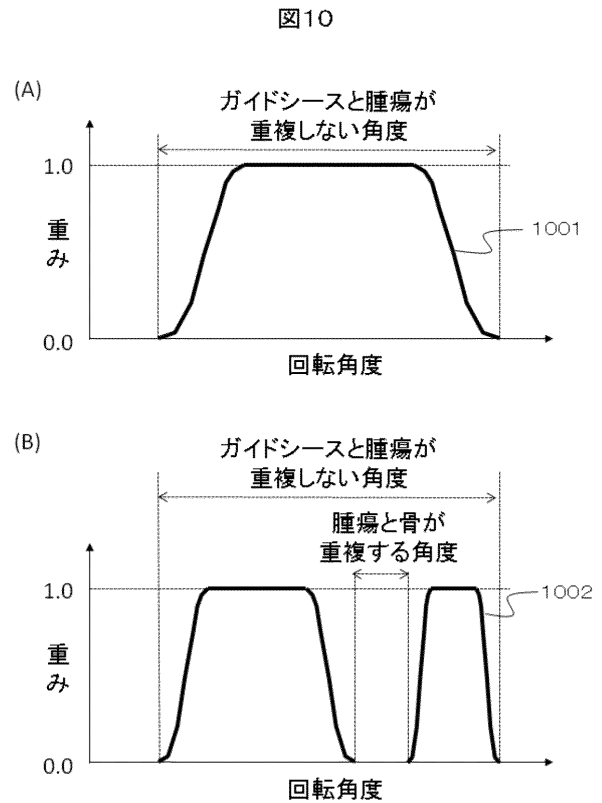 図10
(A)
ガイドシースと腫瘍が
重複しない角度
1.0
重み
1001
0.0
回転角度
(B)
ガイドシースと腫瘍が
重複しない角度
腫瘍と骨が
重複する角度
1.0
1002
重み
0.0
回転角度